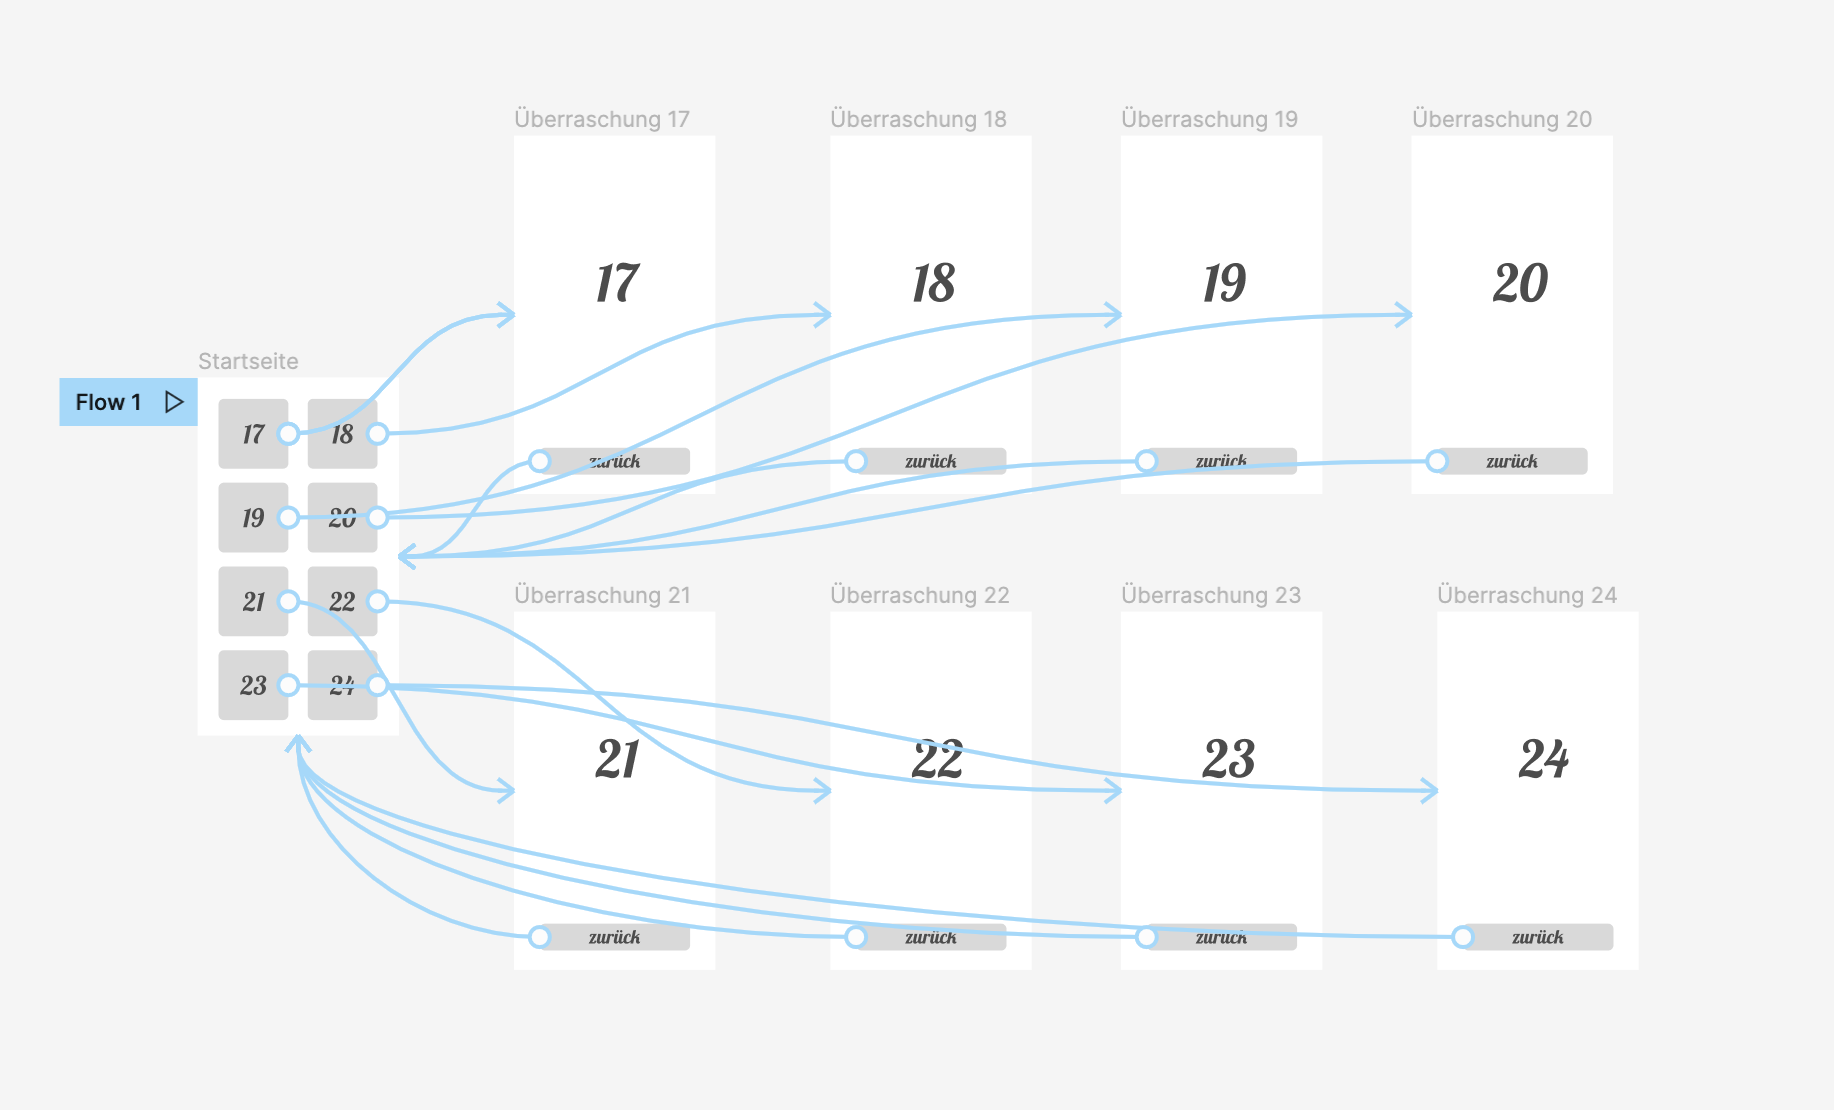 Überraschung 17
Überraschung 18
Überraschung 19
Überraschung 20
17
18
19
20
zurück
zurück
zurück
zurück
Startseite
Flow 1
17
18
19
20
21
22
23
24
Überraschung 21
Überraschung 22
Überraschung 23
Überraschung 24
21
22
23
24
zurück
zurück
zurück
zurück